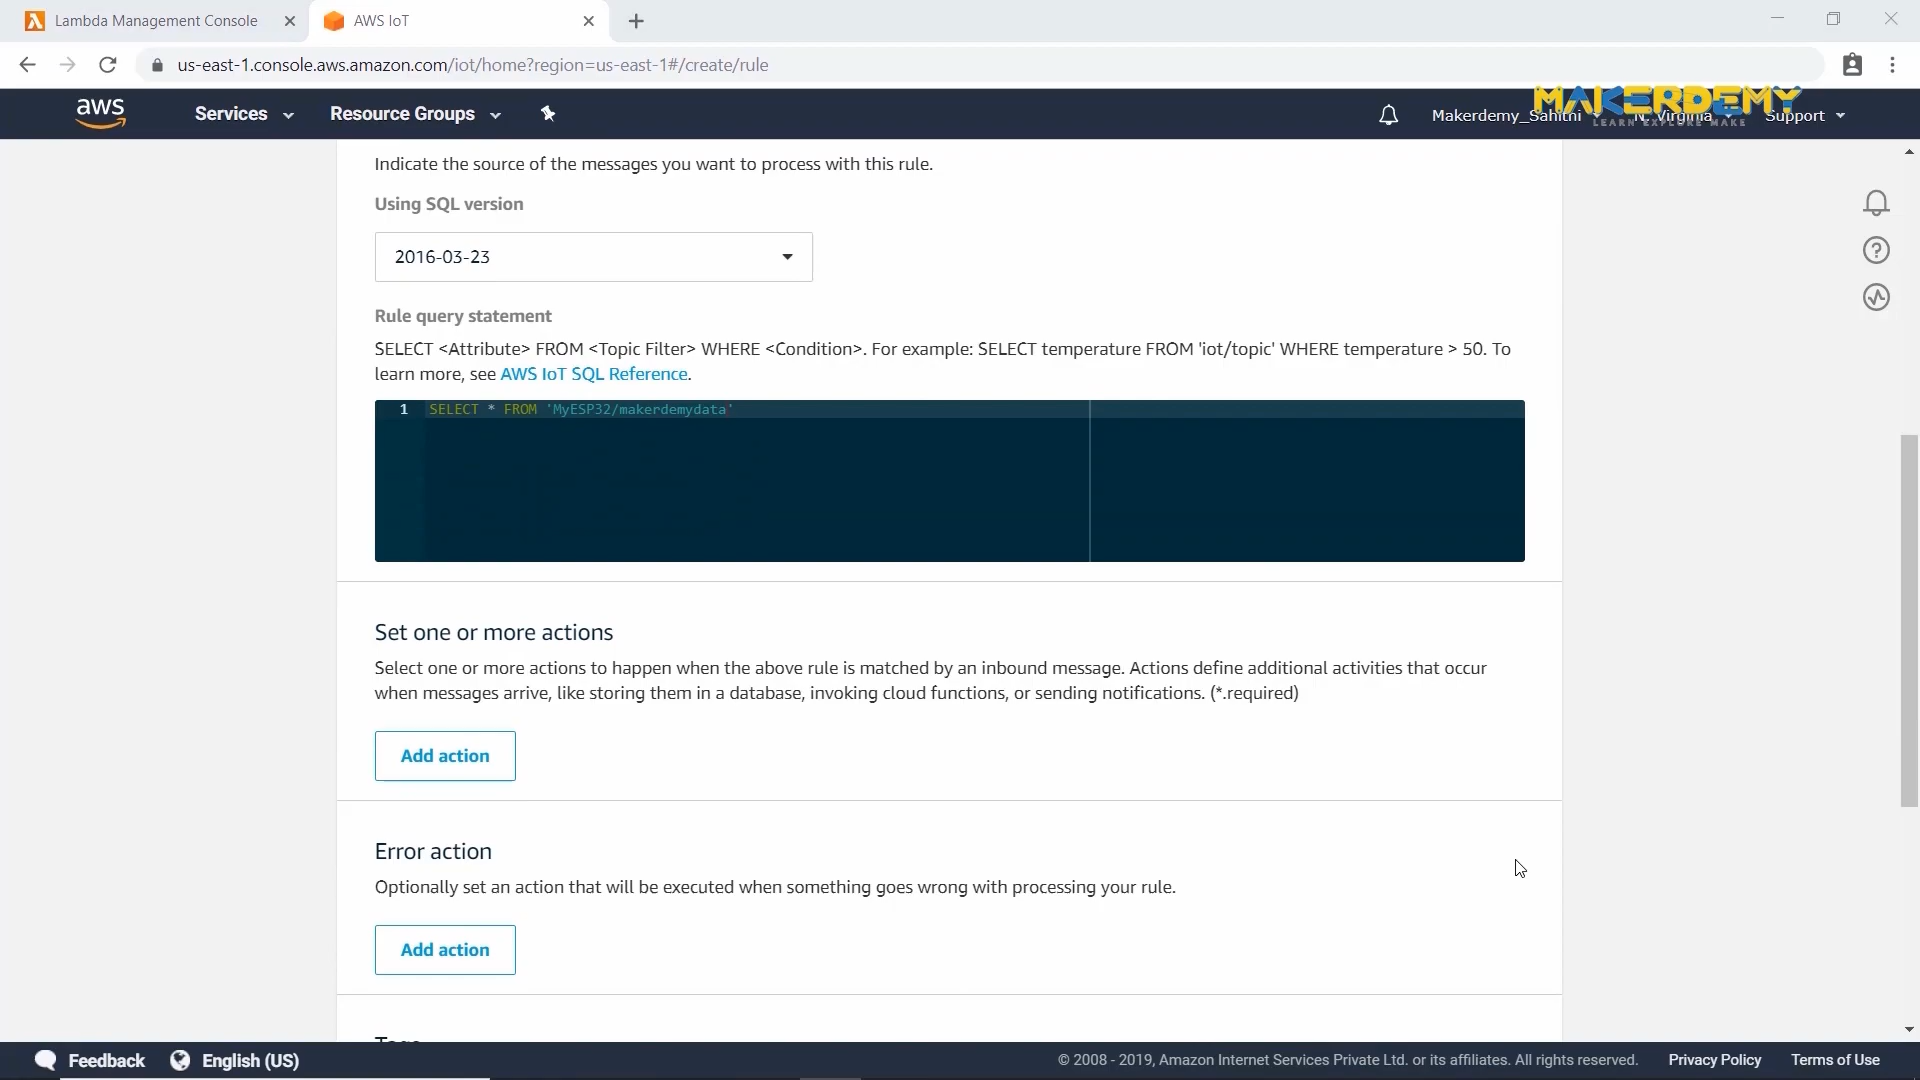 Lambda Management Console
AWS IoT
us-east-1.console.aws.amazon.com/iot/home?region=us-east-1#/create/rule
aws
Services
Resource Groups
Makerdemy_Sahithi
N. Virginia
Support
MAKERDEMY
LEARN EXPLORE MAKE
Indicate the source of the messages you want to process with this rule.
Using SQL version
2016-03-23
Rule query statement
SELECT <Attribute> FROM <Topic Filter> WHERE <Condition>. For example: SELECT temperature FROM 'iot/topic' WHERE temperature > 50. To
learn more, see AWS IoT SQL Reference.
1 SELECT * FROM 'MyESP32/makerdemydata'
Set one or more actions
Select one or more actions to happen when the above rule is matched by an inbound message. Actions define additional activities that occur
when messages arrive, like storing them in a database, invoking cloud functions, or sending notifications. (*.required)
Add action
Error action
Optionally set an action that will be executed when something goes wrong with processing your rule.
Add action
Feedback
English (US)
© 2008 - 2019, Amazon Internet Services Private Ltd. or its affiliates. All rights reserved.
Privacy Policy
Terms of Use